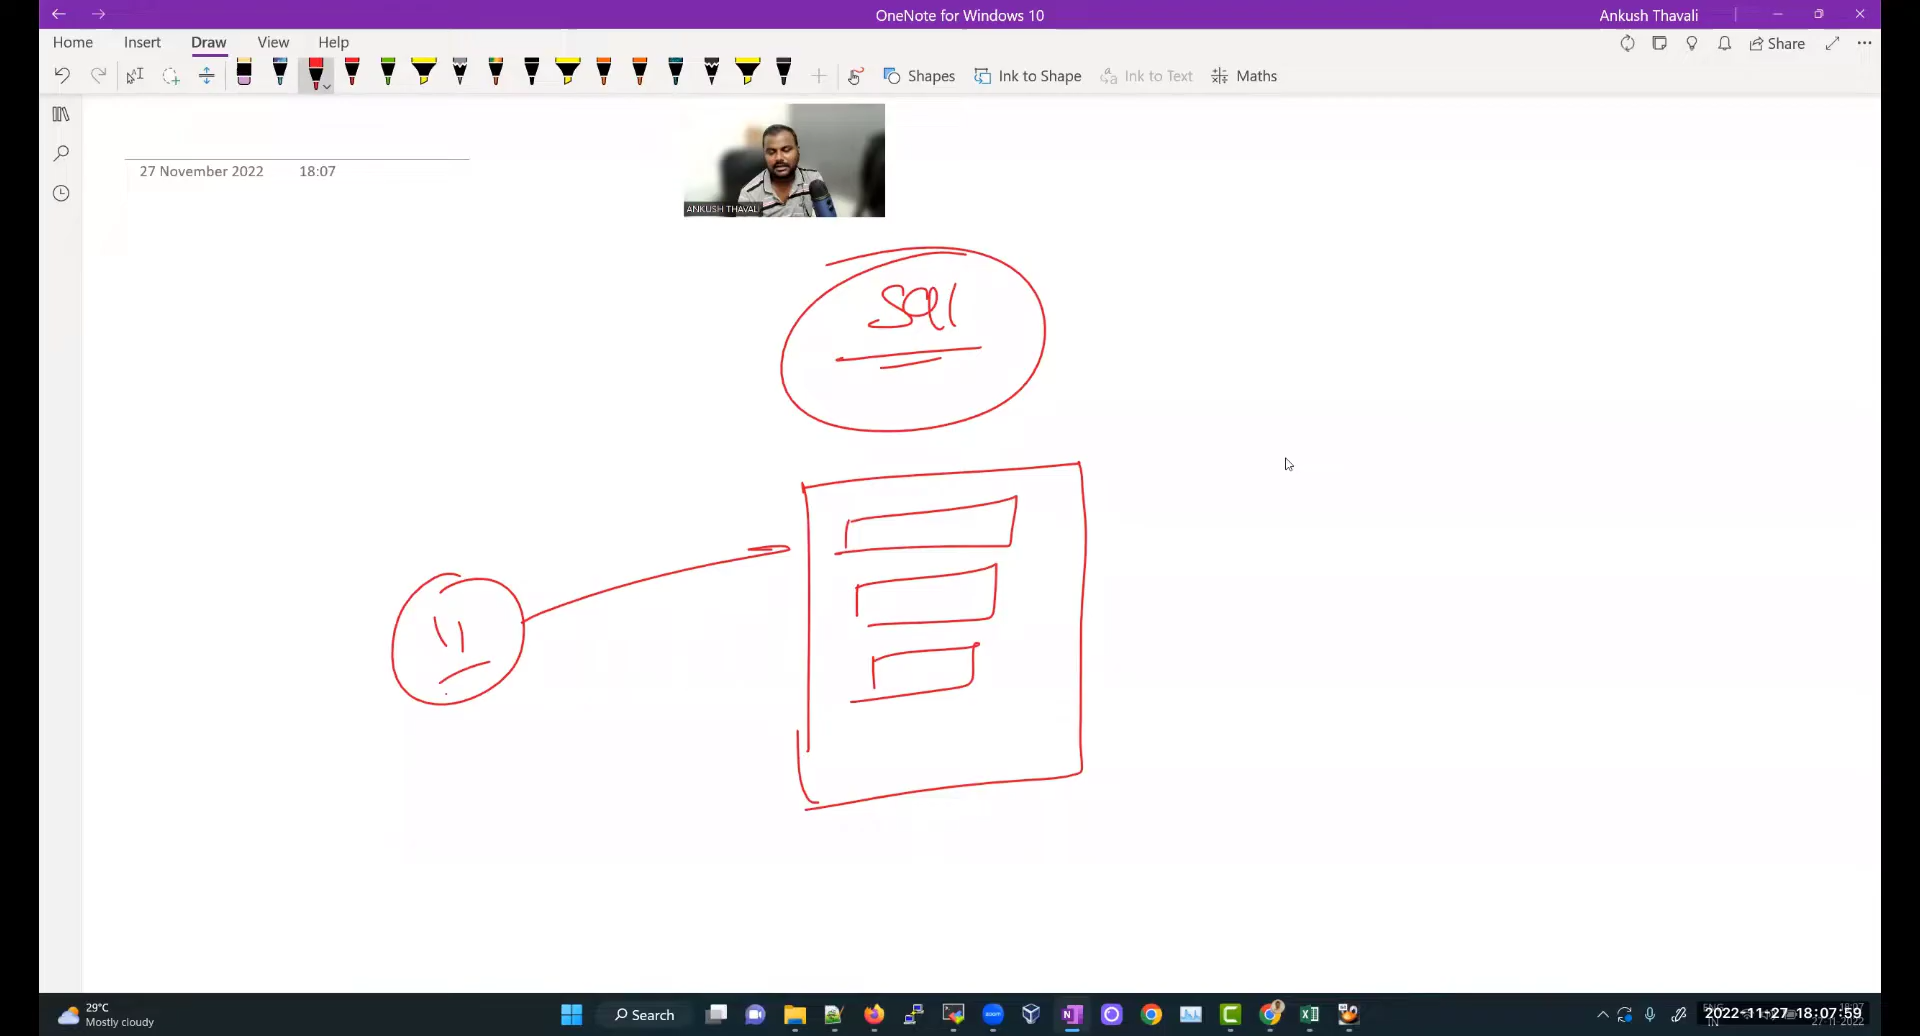 OneNote for Windows 10
Ankush Thavali
Home Insert Draw View Help
Share
Shapes Ink to Shape Ink to Text Maths
27 November 2022 18:07
ANKUSH THAVALI
SQl
29°C
Mostly cloudy
Search
zoom
2022-11-27 18:07:59